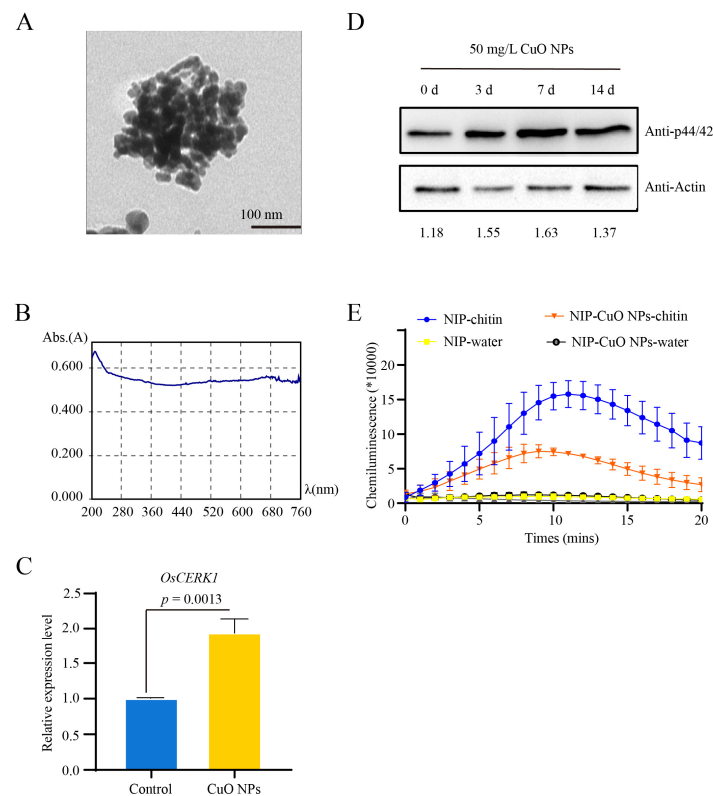 A
100 nm
B
Abs.(A)
0.600
0.400
0.200
0.000
200 280 360 440 520 600 680 760
λ(nm)
C
OsCERK1
p = 0.0013
Relative expression level
2.5
2.0
1.5
1.0
0.5
0.0
Control CuO NPs
D
50 mg/L CuO NPs
0 d 3 d 7 d 14 d
Anti-p44/42
Anti-Actin
1.18 1.55 1.63 1.37
E
NIP-chitin NIP-CuO NPs-chitin
NIP-water NIP-CuO NPs-water
Chemiluminescence (*10000)
20
15
10
5
0
0 5 10 15 20
Times (mins)